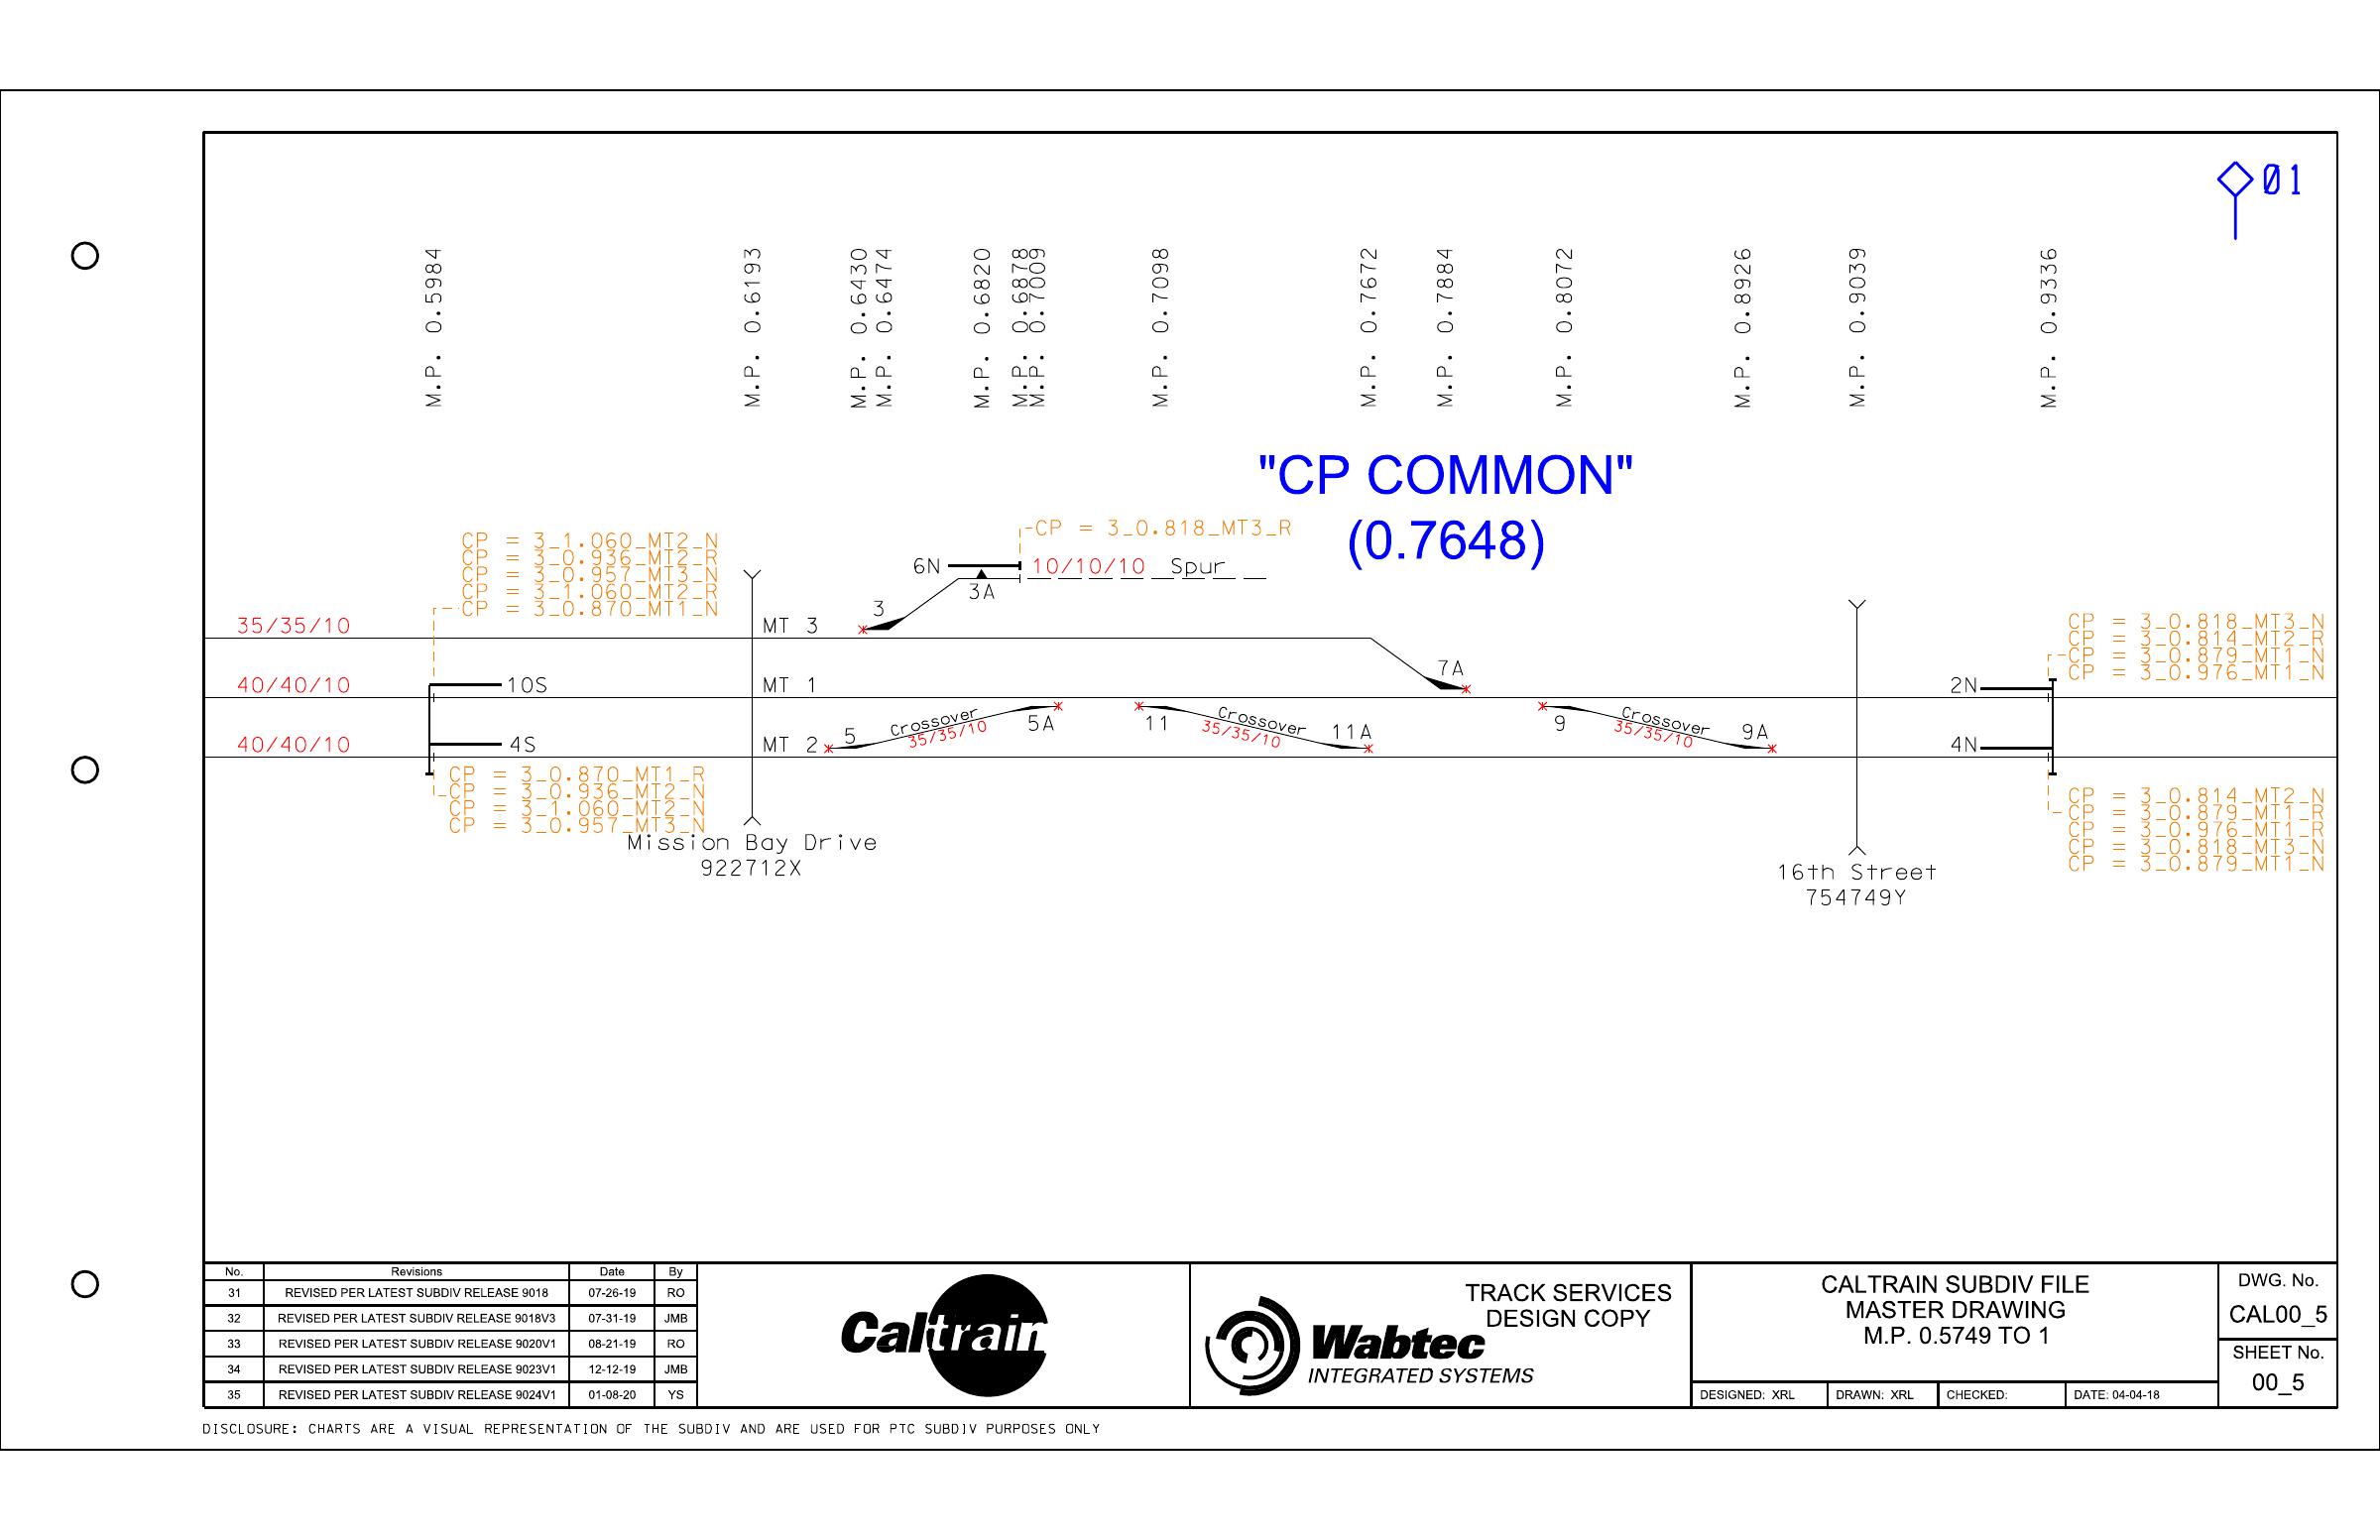 01
M.P. 0.5984
M.P. 0.6193
M.P. 0.6430
M.P. 0.6474
M.P. 0.6820
M.P. 0.6878
M.P. 0.7009
M.P. 0.7098
M.P. 0.7672
M.P. 0.7884
M.P. 0.8072
M.P. 0.8926
M.P. 0.9039
M.P. 0.9336
"CP COMMON"
(0.7648)
CP = 3_1.060_MT2_N
CP = 3_0.936_MT2_R
CP = 3_0.957_MT3_N
CP = 3_1.060_MT2_R
CP = 3_0.870_MT1_N
CP = 3_0.818_MT3_R
6N
10/10/10 Spur
3A
3
35/35/10
MT 3
7A
40/40/10
10S
MT 1
2N
CP = 3_0.818_MT3_N
CP = 3_0.814_MT2_R
CP = 3_0.879_MT1_N
CP = 3_0.976_MT1_N
40/40/10
4S
MT 2
5
Crossover
35/35/10
5A
11
Crossover
35/35/10
11A
9
Crossover
35/35/10
9A
4N
CP = 3_0.870_MT1_R
CP = 3_0.936_MT2_N
CP = 3_1.060_MT2_N
CP = 3_0.957_MT3_N
CP = 3_0.814_MT2_N
CP = 3_0.879_MT1_R
CP = 3_0.976_MT1_R
CP = 3_0.818_MT3_N
CP = 3_0.879_MT1_N
Mission Bay Drive
922712X
16th Street
754749Y
No. Revisions Date By
31 REVISED PER LATEST SUBDIV RELEASE 9018 07-26-19 RO
32 REVISED PER LATEST SUBDIV RELEASE 9018V3 07-31-19 JMB
33 REVISED PER LATEST SUBDIV RELEASE 9020V1 08-21-19 RO
34 REVISED PER LATEST SUBDIV RELEASE 9023V1 12-12-19 JMB
35 REVISED PER LATEST SUBDIV RELEASE 9024V1 01-08-20 YS
Caltrain
TRACK SERVICES
DESIGN COPY
Wabtec
INTEGRATED SYSTEMS
CALTRAIN SUBDIV FILE
MASTER DRAWING
M.P. 0.5749 TO 1
DESIGNED: XRL DRAWN: XRL CHECKED: DATE: 04-04-18
DWG. No.
CAL00_5
SHEET No.
00_5
DISCLOSURE: CHARTS ARE A VISUAL REPRESENTATION OF THE SUBDIV AND ARE USED FOR PTC SUBDIV PURPOSES ONLY